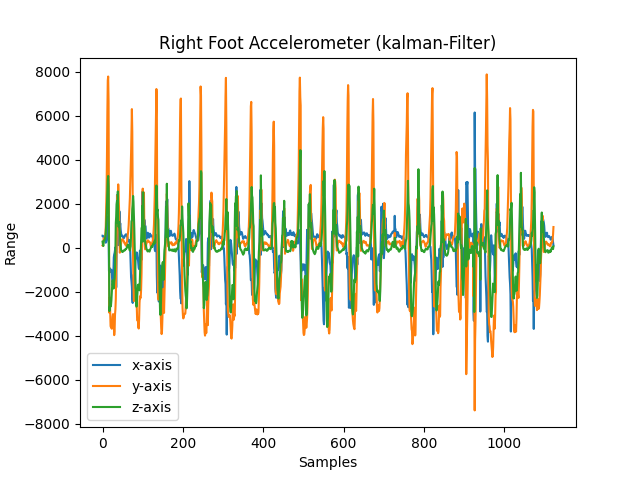 Right Foot Accelerometer (kalman-Filter)
8000
6000
4000
2000
0
−2000
−4000
−6000
−8000
Range
x-axis
y-axis
z-axis
0 200 400 600 800 1000
Samples